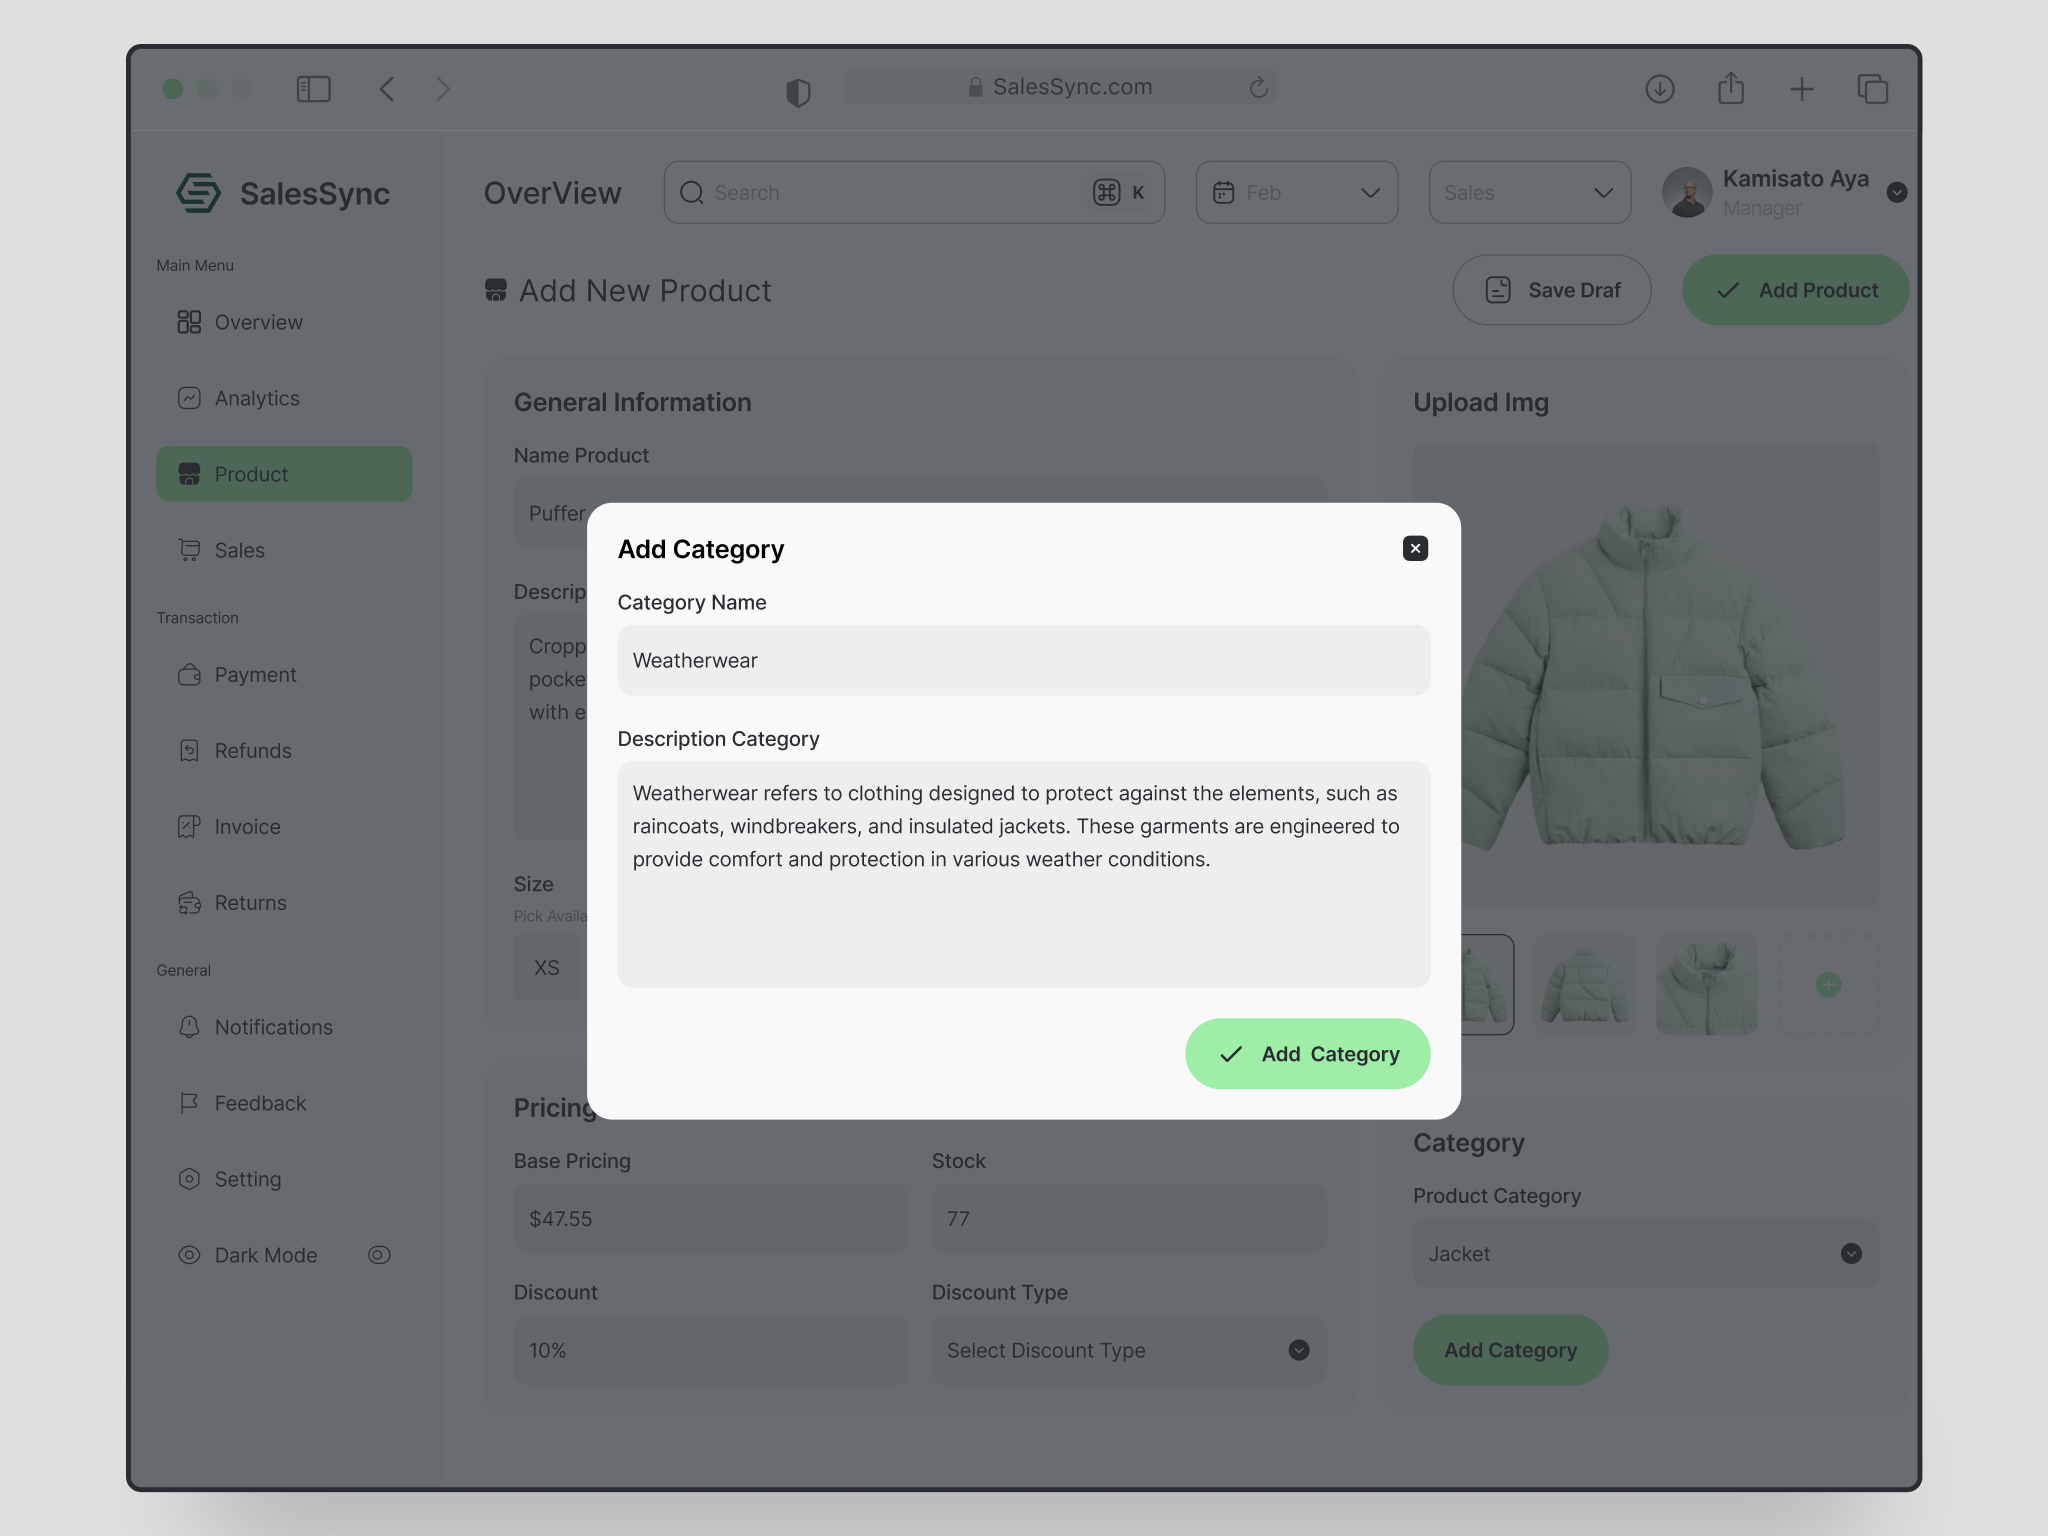 SalesSync.com
SalesSync
OverView
Search
K
Feb
Sales
Kamisato Aya
Manager
Main Menu
Overview
Analytics
Product
Sales
Transaction
Payment
Refunds
Invoice
Returns
General
Notifications
Feedback
Setting
Dark Mode
Add New Product
Save Draf
Add Product
General Information
Name Product
Puffer
Size
Pick
XS
Add Category
Category Name
Weatherwear
Description Category
Weatherwear refers to clothing designed to protect against the elements, such as
raincoats, windbreakers, and insulated jackets. These garments are engineered to
provide comfort and protection in various weather conditions.
Add Category
Upload Img
Pricing
Base Pricing
Stock
$47.55
77
Discount
Discount Type
10%
Select Discount Type
Category
Product Category
Jacket
Add Category